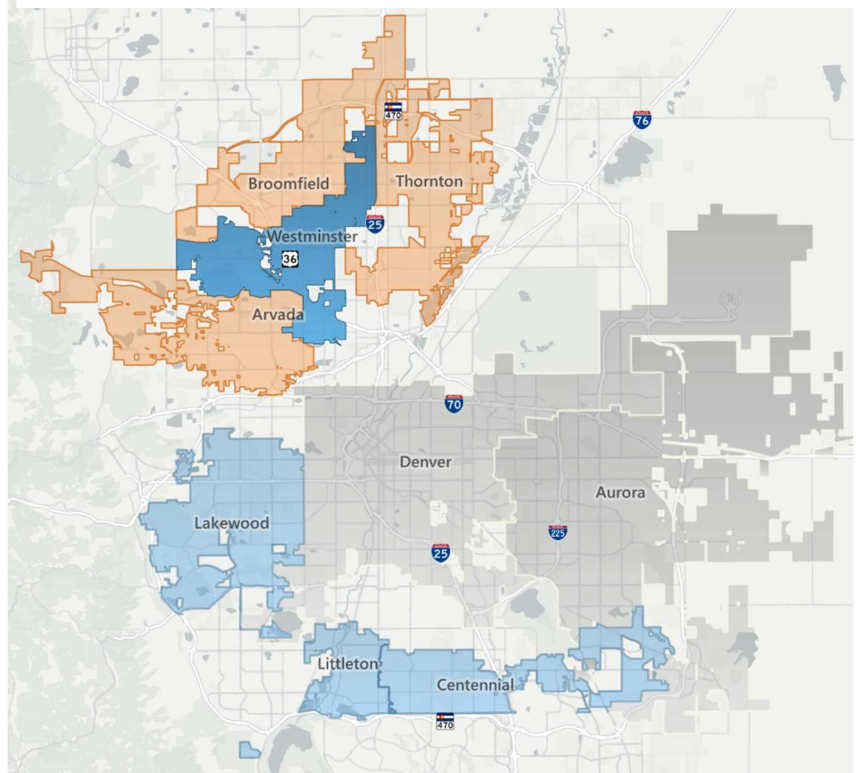 76
470
Broomfield
Thornton
25
Westminster
36
Arvada
70
Denver
Aurora
Lakewood
225
25
Littleton
Centennial
470